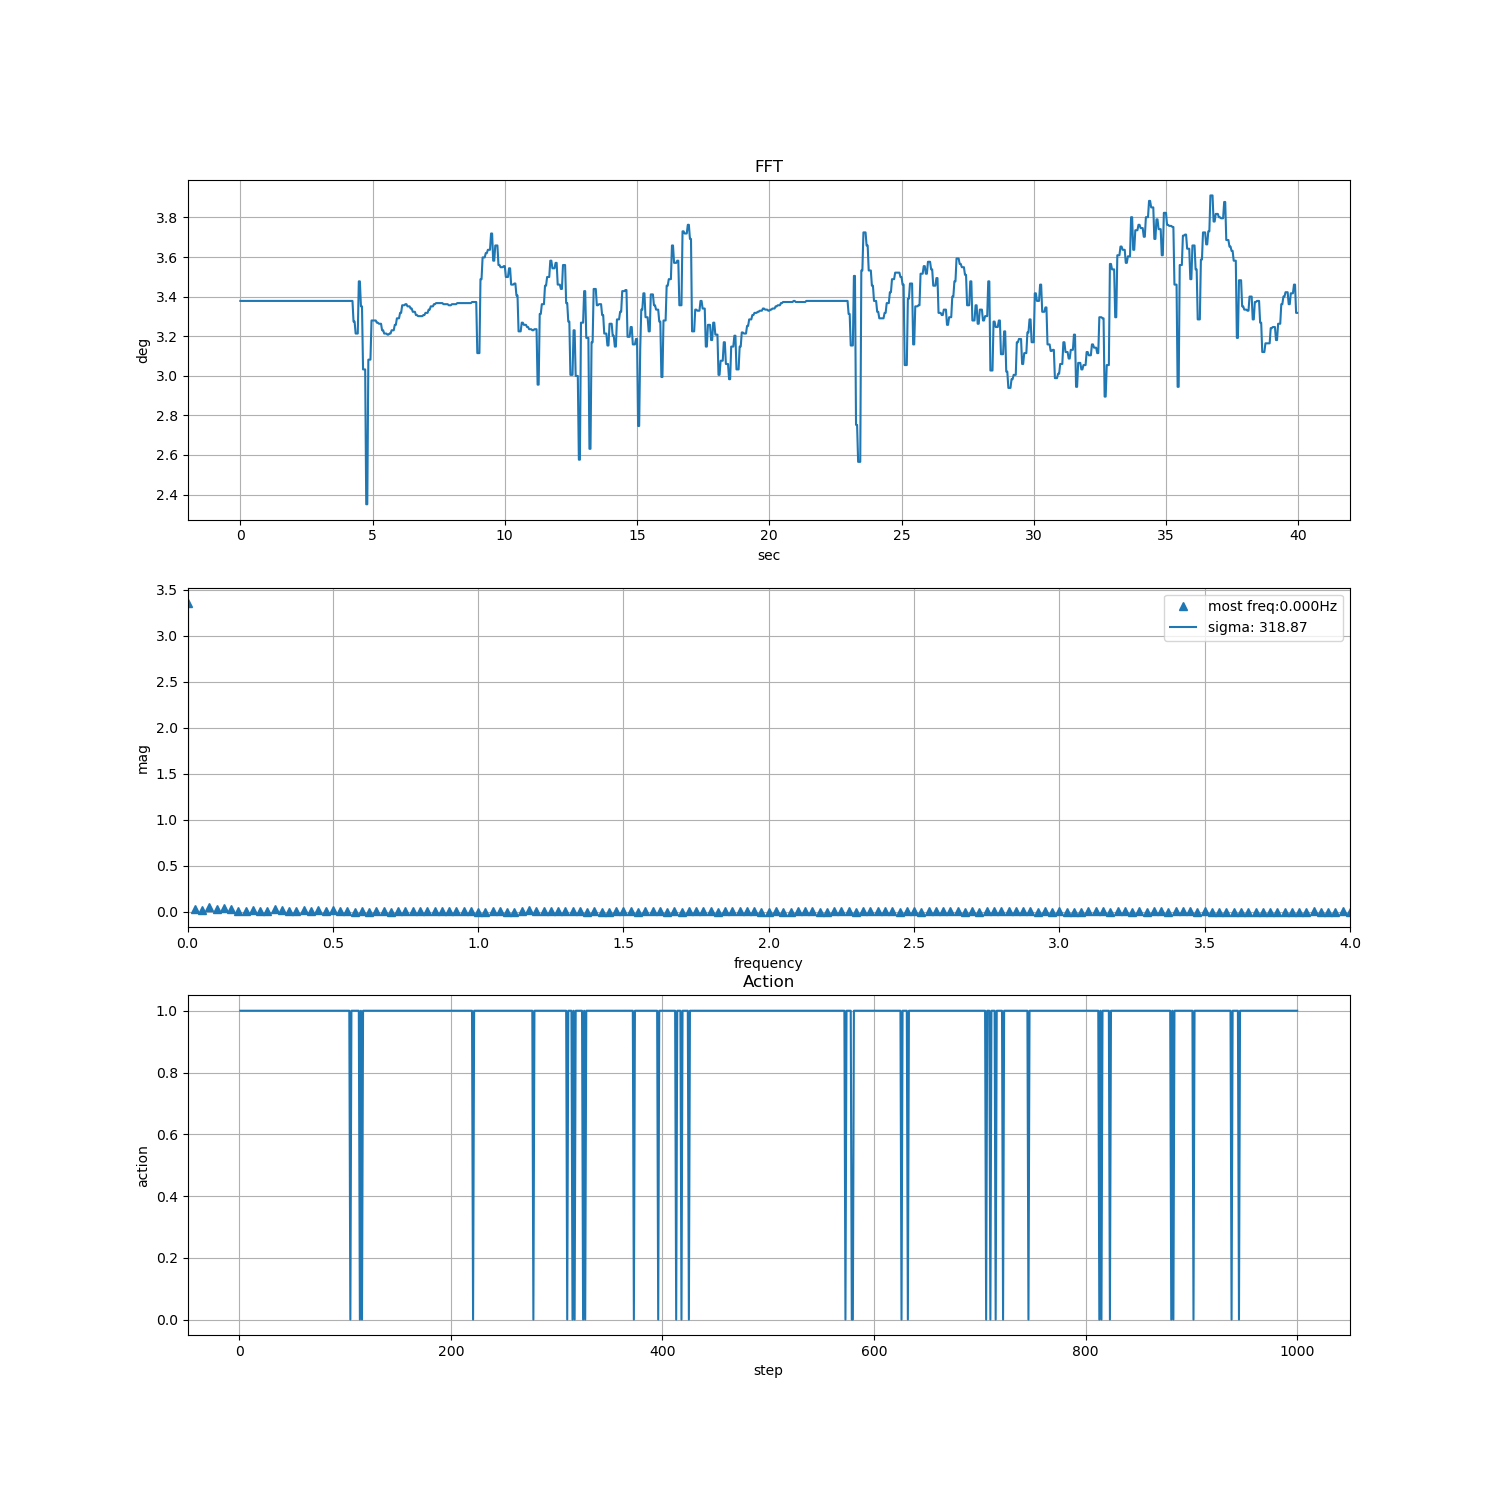 FFT
deg
3.8
3.6
3.4
3.2
3.0
2.8
2.6
2.4
0 5 10 15 20 25 30 35 40
sec
mag
3.5
3.0
2.5
2.0
1.5
1.0
0.5
0.0
most freq:0.000Hz
sigma: 318.87
0.0 0.5 1.0 1.5 2.0 2.5 3.0 3.5 4.0
frequency
Action
action
1.0
0.8
0.6
0.4
0.2
0.0
0 200 400 600 800 1000
step